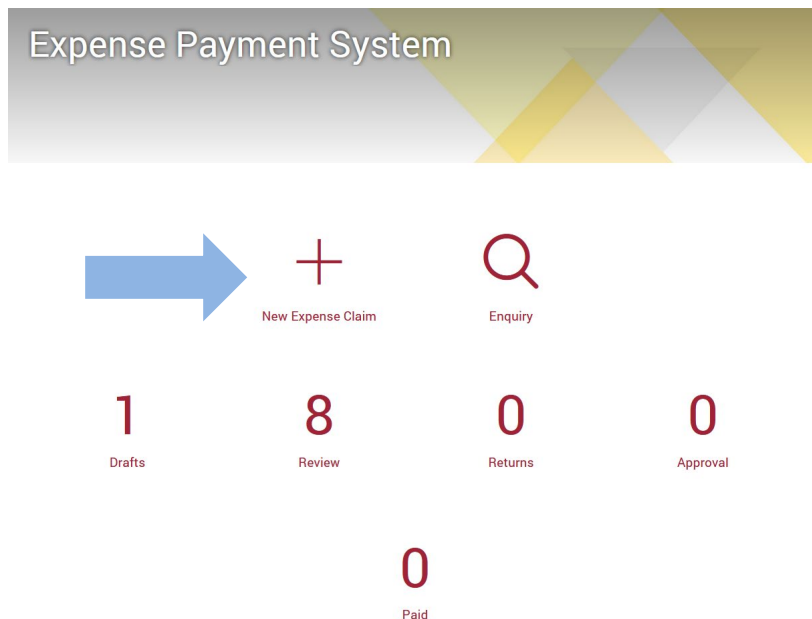 Expense Payment System
New Expense Claim
Enquiry
1
8
0
0
Drafts
Review
Returns
Approval
0
Paid